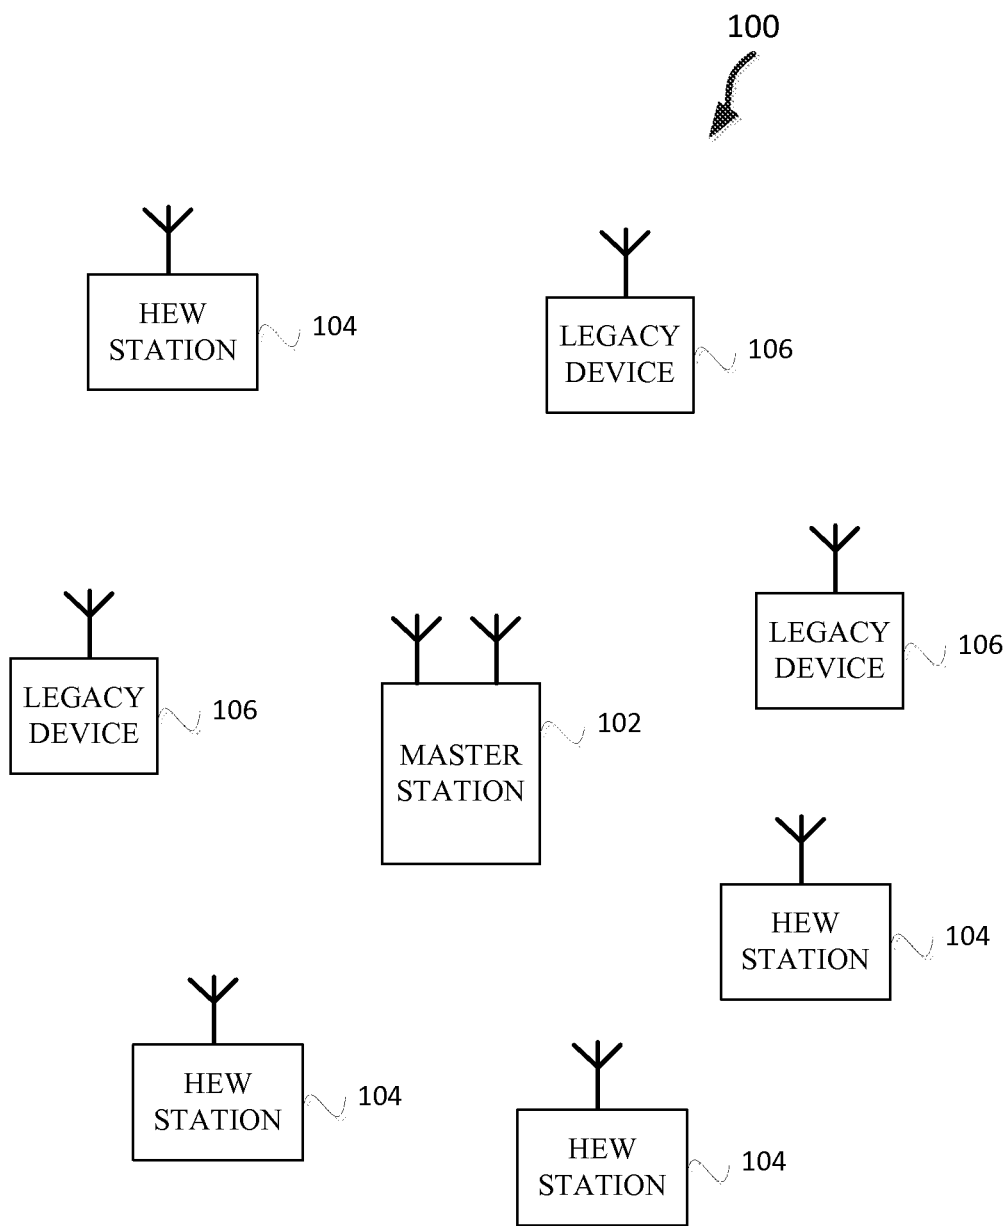 100
HEW
STATION
104
LEGACY
DEVICE
106
LEGACY
DEVICE
106
LEGACY
DEVICE
106
MASTER
STATION
102
HEW
STATION
104
HEW
STATION
104
HEW
STATION
104